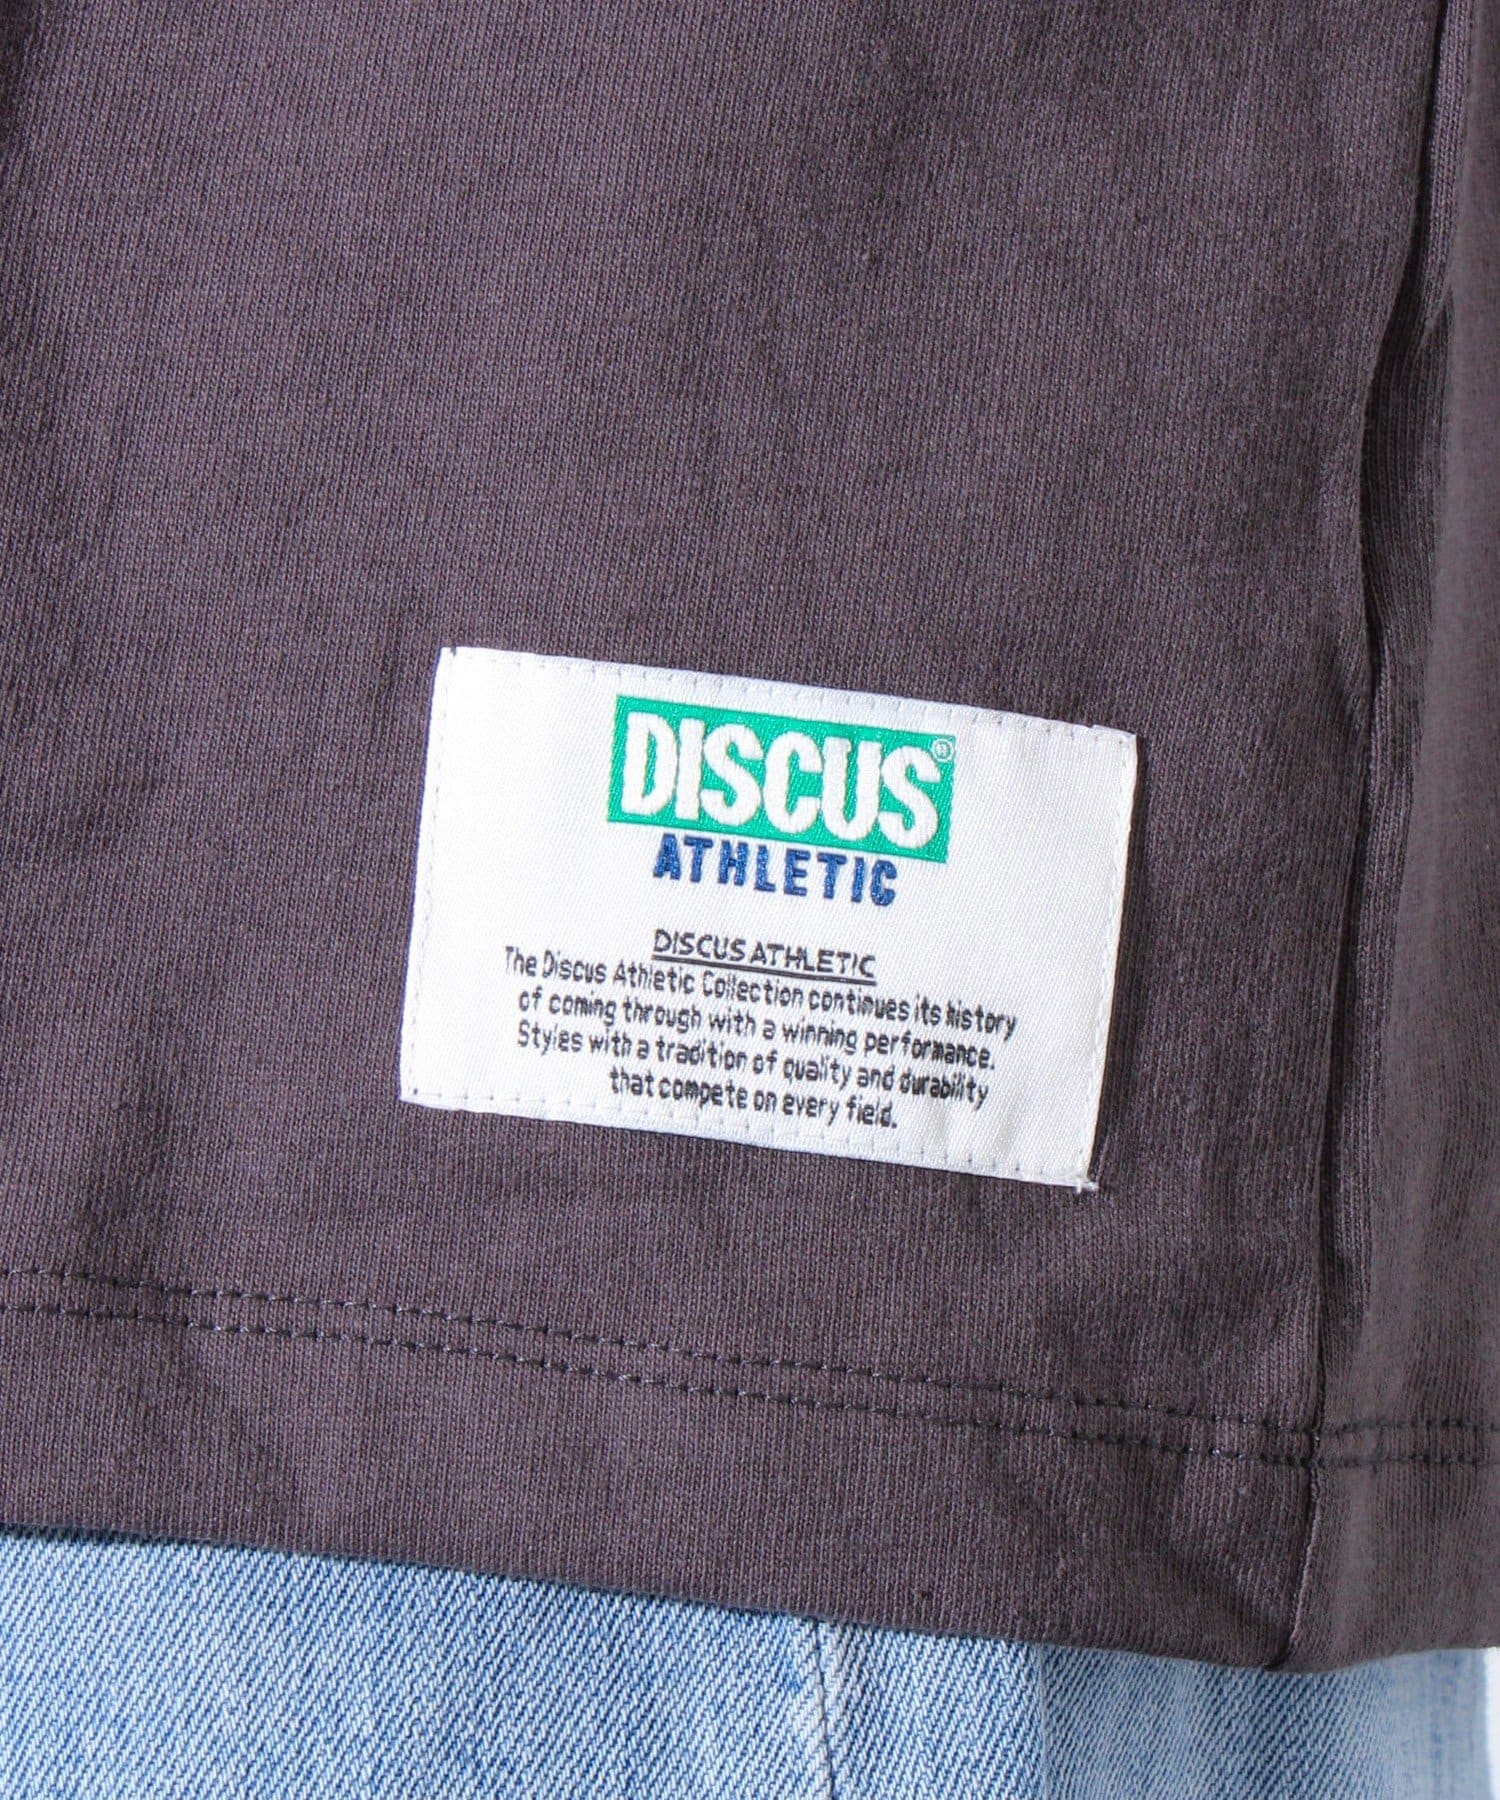 DISCUS®
ATHLETIC
DISCUS ATHLETIC
The Discus Athletic Collection continues its history
of coming through with a winning performance.
Styles with a tradition of quality and durability
that compete on every field.